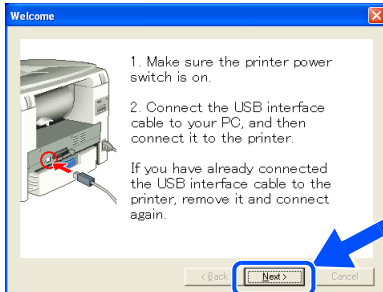 Welcome
1. Make sure the printer power
switch is on.
2. Connect the USB interface
cable to your PC, and then
connect it to the printer.
If you have already connected
the USB interface cable to the
printer, remove it and connect
again.
< Back
Next >
Cancel